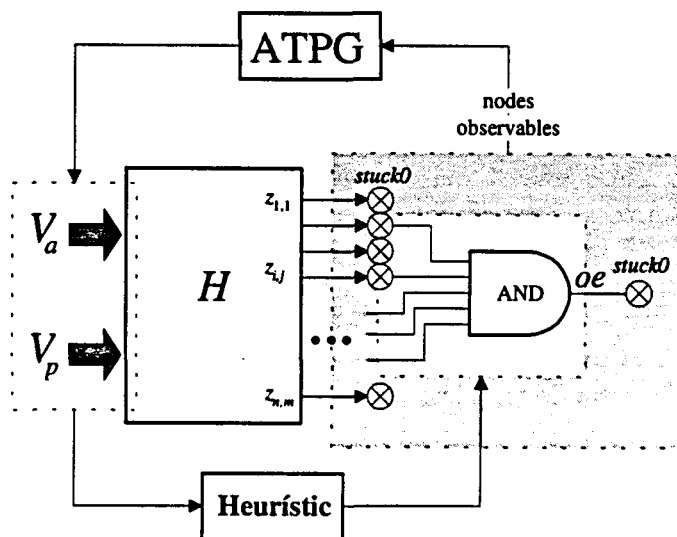 ATPG
nodes
observables
stuck0
z1,1
Va
zi,j
H
AND
oe
stuck0
Vp
zn,m
Heurístic